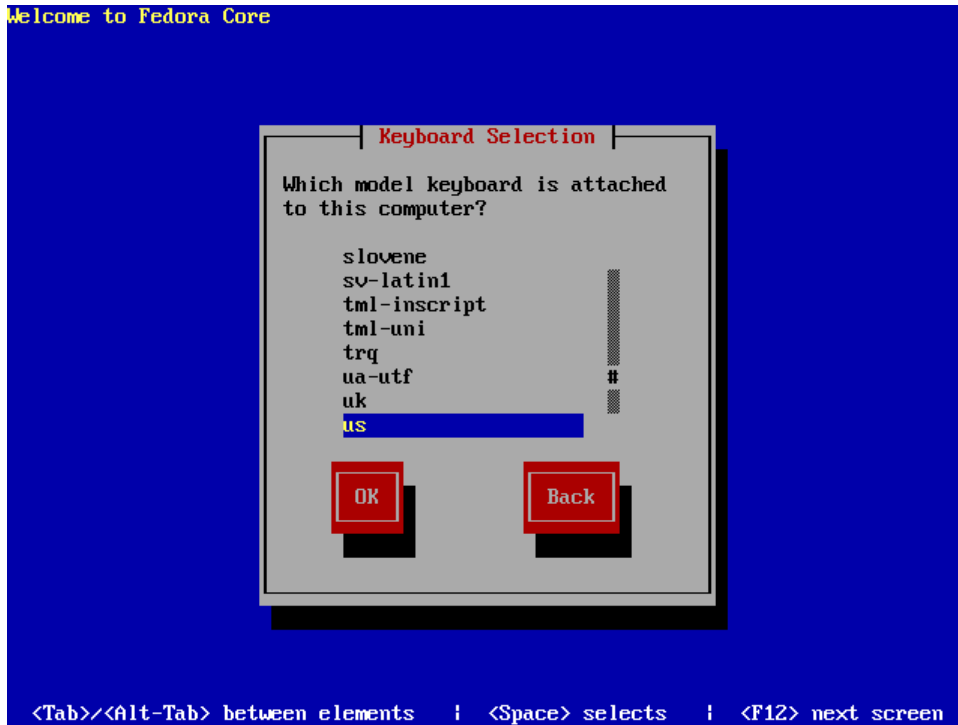 Welcome to Fedora Core
Keyboard Selection
Which model keyboard is attached
to this computer?
slovene
sv-latin1
tml-inscript
tml-uni
trq
ua-utf #
uk
us
OK Back
<Tab>/<Alt-Tab> between elements | <Space> selects | <F12> next screen